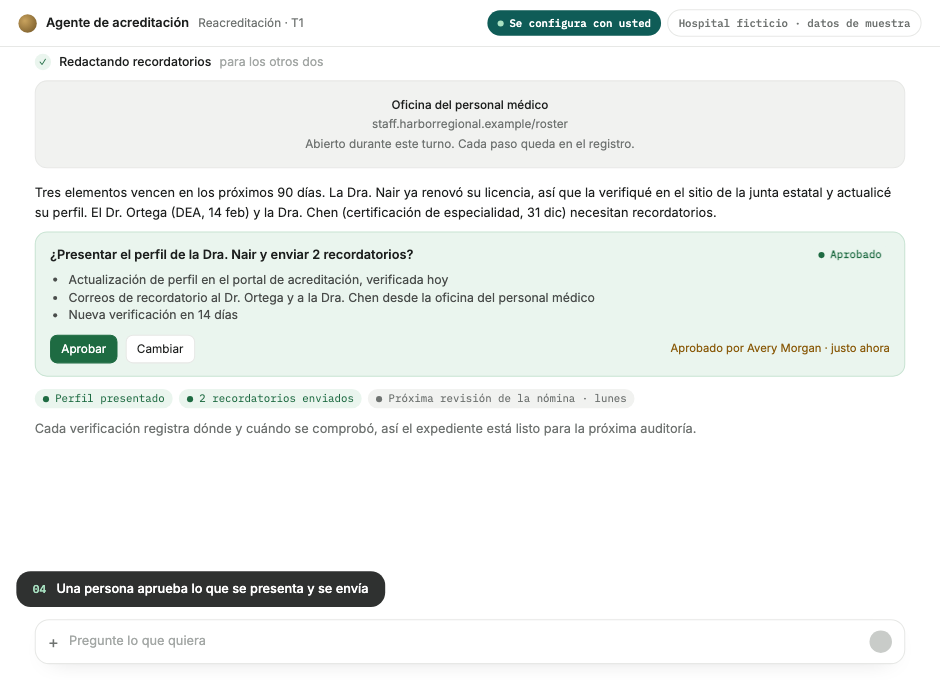 Agente de acreditación
Reacreditación · T1
Se configura con usted
Hospital ficticio · datos de muestra
Redactando recordatorios para los otros dos
Oficina del personal médico
staff.harborregional.example/roster
Abierto durante este turno. Cada paso queda en el registro.
Tres elementos vencen en los próximos 90 días. La Dra. Nair ya renovó su licencia, así que la verifiqué en el sitio de la junta estatal y actualicé
su perfil. El Dr. Ortega (DEA, 14 feb) y la Dra. Chen (certificación de especialidad, 31 dic) necesitan recordatorios.
¿Presentar el perfil de la Dra. Nair y enviar 2 recordatorios?
Aprobado
Actualización de perfil en el portal de acreditación, verificada hoy
Correos de recordatorio al Dr. Ortega y a la Dra. Chen desde la oficina del personal médico
Nueva verificación en 14 días
Aprobar
Cambiar
Aprobado por Avery Morgan · justo ahora
Perfil presentado
2 recordatorios enviados
Próxima revisión de la nómina · lunes
Cada verificación registra dónde y cuándo se comprobó, así el expediente está listo para la próxima auditoría.
04 Una persona aprueba lo que se presenta y se envía
+ Pregunte lo que quiera